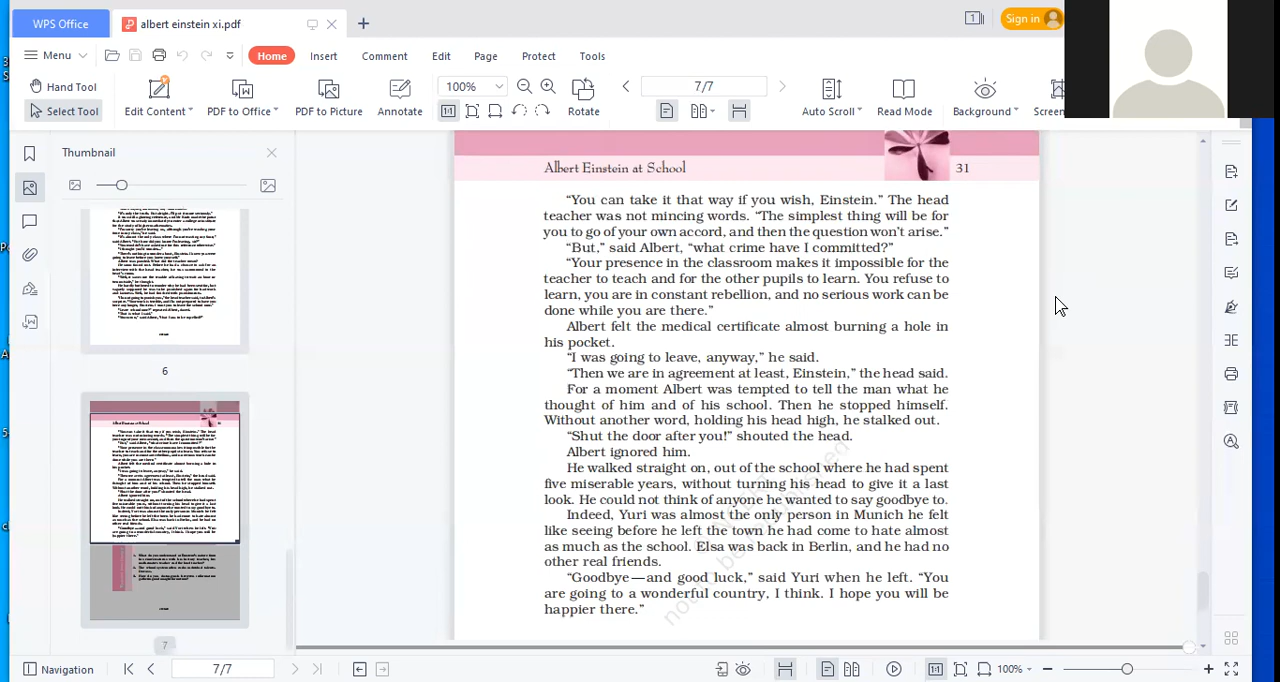 WPS Office
albert einstein xi.pdf
1
Sign in
Menu
Home
Insert
Comment
Edit
Page
Protect
Tools
Hand Tool
Select Tool
Edit Content
PDF to Office
PDF to Picture
Annotate
100%
7/7
Rotate
Auto Scroll
Read Mode
Background
Screen
Thumbnail
6
7
Albert Einstein at School
31
“You can take it that way if you wish, Einstein.” The head
teacher was not mincing words. “The simplest thing will be for
you to go of your own accord, and then the question won’t arise.”
“But,” said Albert, “what crime have I committed?”
“Your presence in the classroom makes it impossible for the
teacher to teach and for the other pupils to learn. You refuse to
learn, you are in constant rebellion, and no serious work can be
done while you are there.”
Albert felt the medical certificate almost burning a hole in
his pocket.
“I was going to leave, anyway,” he said.
“Then we are in agreement at least, Einstein,” the head said.
For a moment Albert was tempted to tell the man what he
thought of him and of his school. Then he stopped himself.
Without another word, holding his head high, he stalked out.
“Shut the door after you!” shouted the head.
Albert ignored him.
He walked straight on, out of the school where he had spent
five miserable years, without turning his head to give it a last
look. He could not think of anyone he wanted to say goodbye to.
Indeed, Yuri was almost the only person in Munich he felt
like seeing before he left the town he had come to hate almost
as much as the school. Elsa was back in Berlin, and he had no
other real friends.
“Goodbye — and good luck,” said Yuri when he left. “You
are going to a wonderful country, I think. I hope you will be
happier there.”
Navigation
7/7
100%